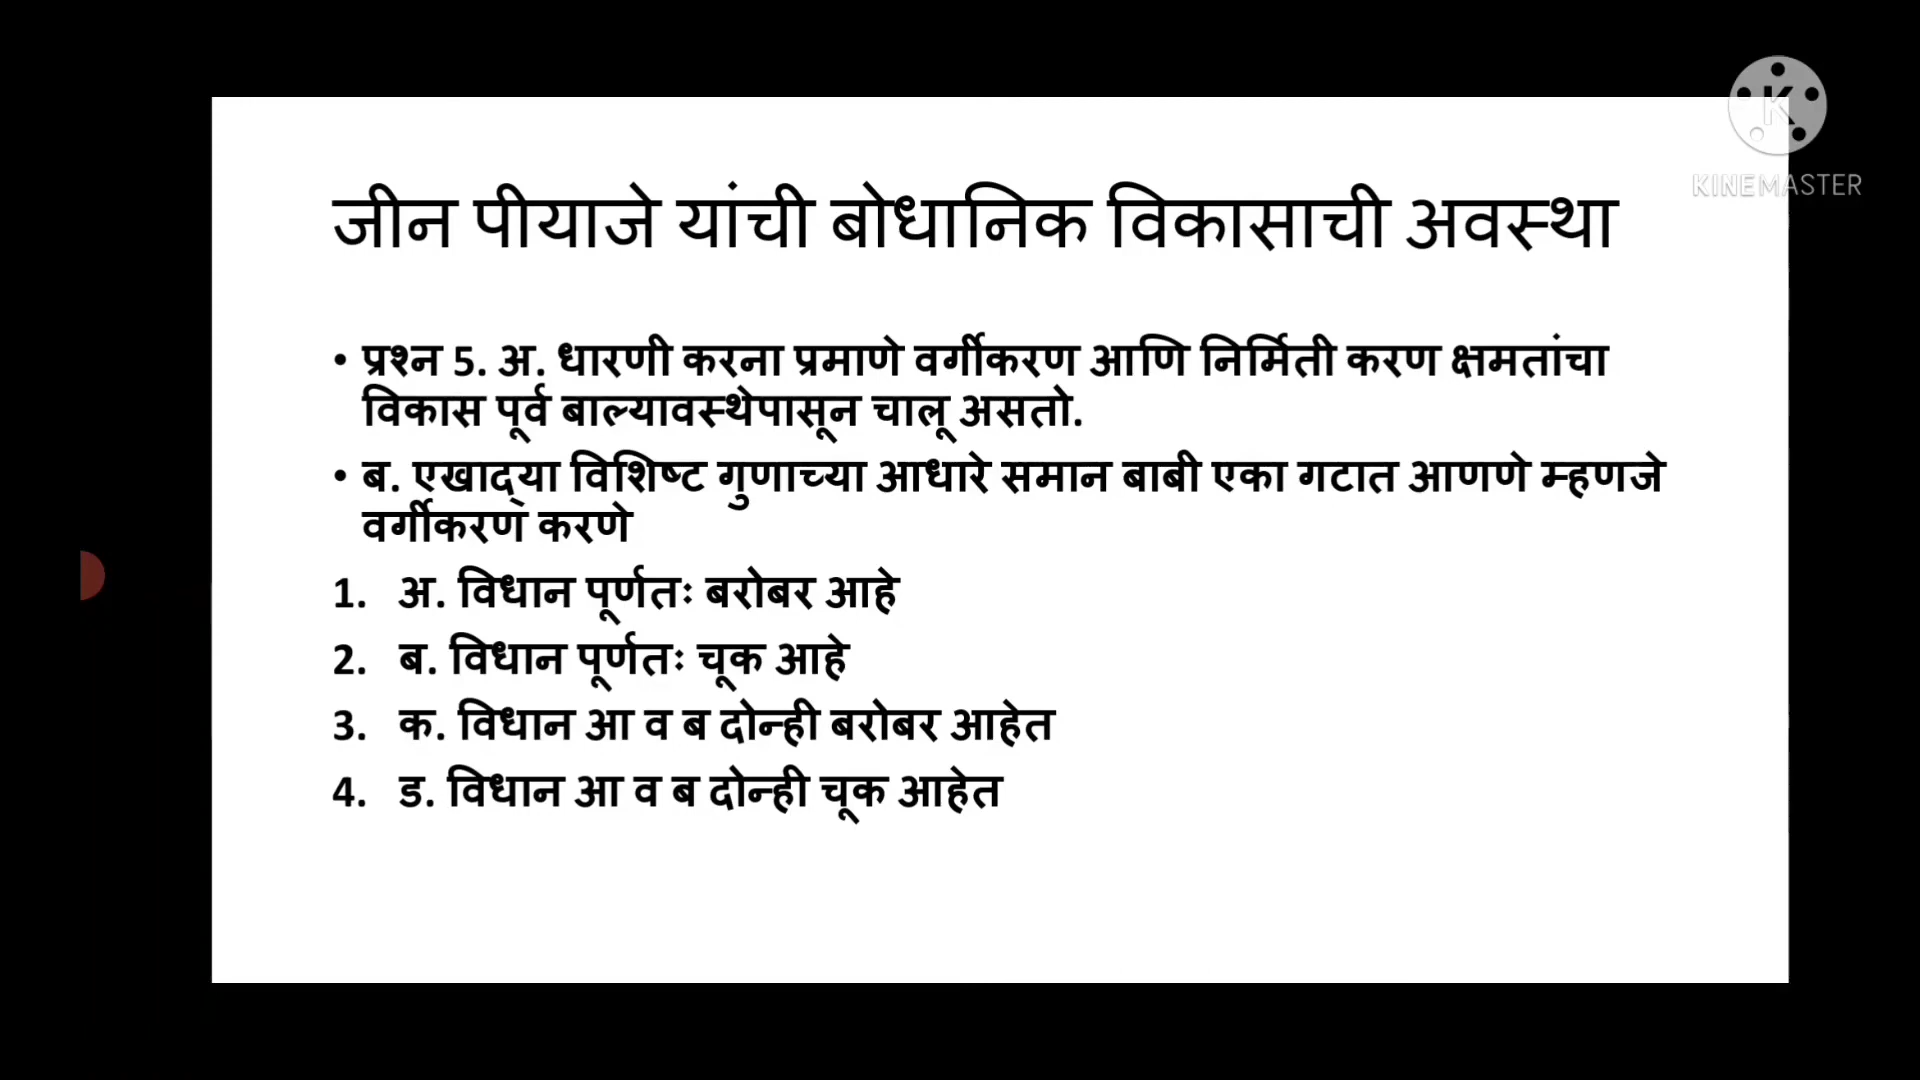 KINEMASTER
जीन पीयाजे यांची बोधानिक विकासाची अवस्था
• प्रश्न 5. अ. धारणी करना प्रमाणे वर्गीकरण आणि निर्मिती करण क्षमतांचा
विकास पूर्व बाल्यावस्थेपासून चालू असतो.
• ब. एखाद्या विशिष्ट गुणाच्या आधारे समान बाबी एका गटात आणणे म्हणजे
वर्गीकरण करणे
1. अ. विधान पूर्णतः बरोबर आहे
2. ब. विधान पूर्णतः चूक आहे
3. क. विधान आ व ब दोन्ही बरोबर आहेत
4. ड. विधान आ व ब दोन्ही चूक आहेत